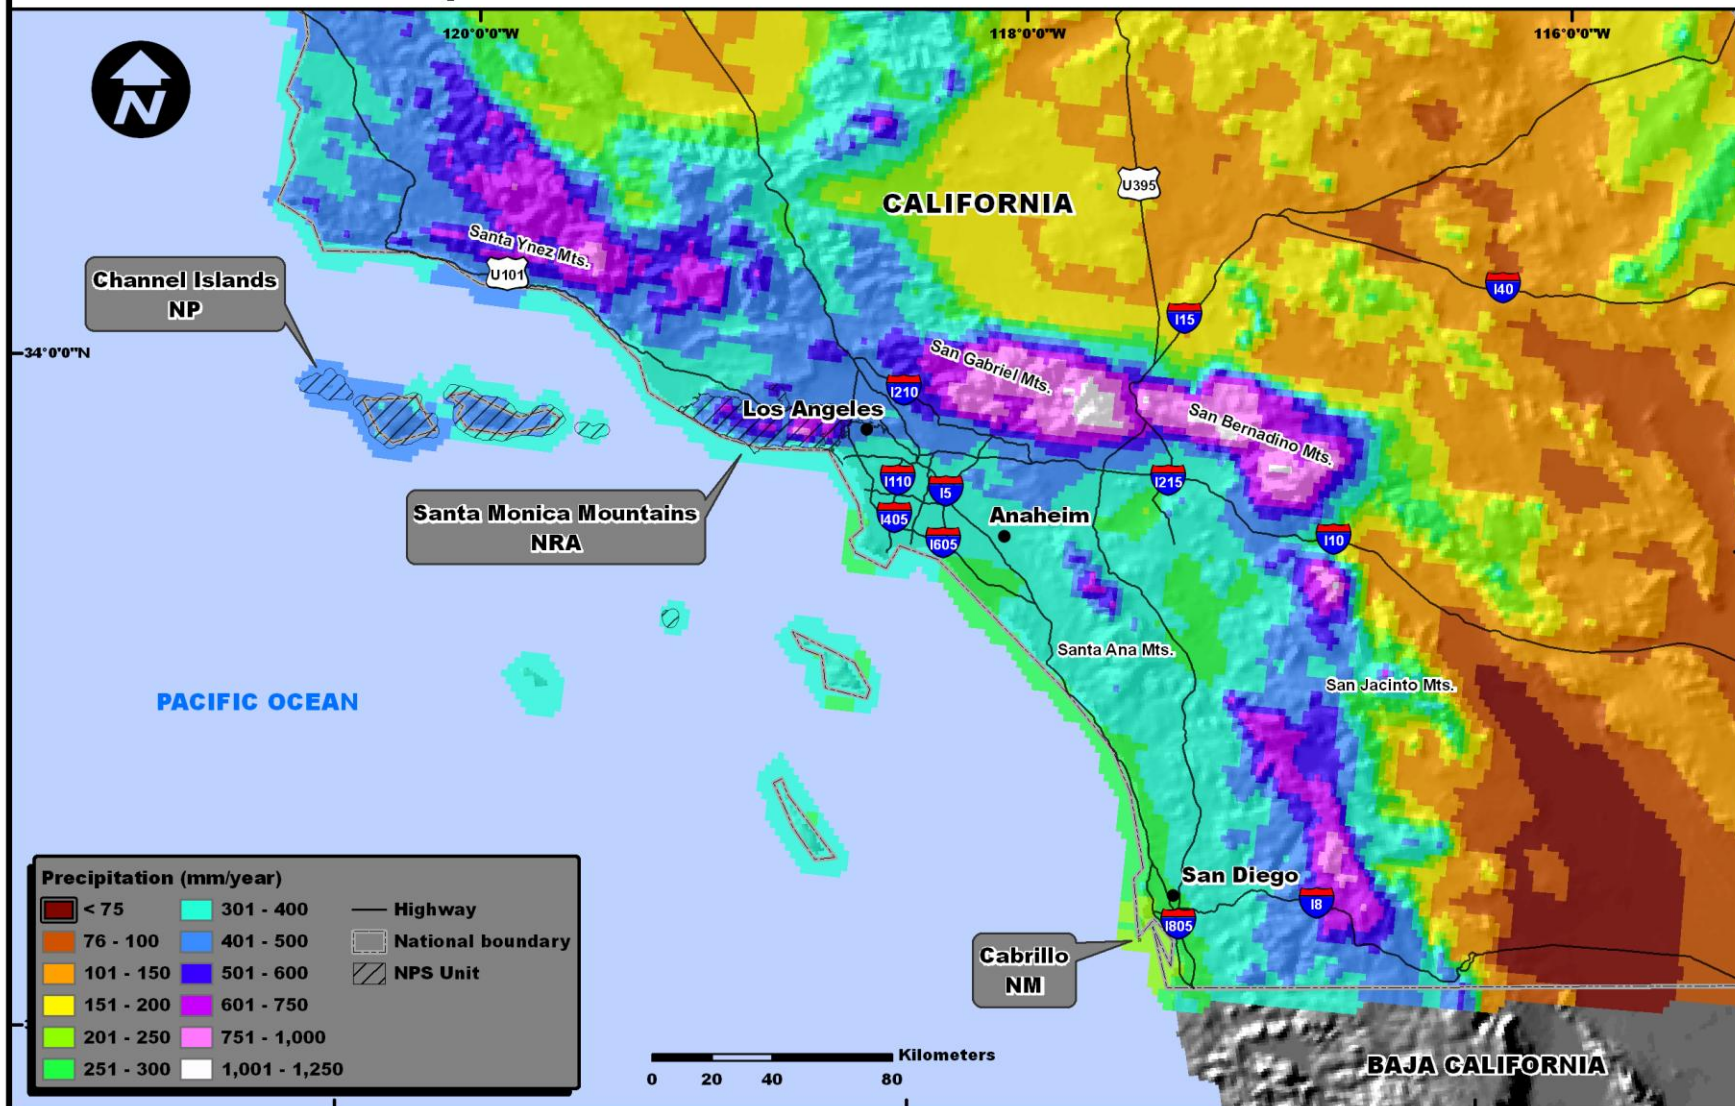 120°0'0"W
118°0'0"W
116°0'0"W
N
U395
CALIFORNIA
Santa Ynez Mts.
U101
Channel Islands
NP
I40
I15
34°0'0"N
San Gabriel Mts.
I210
Los Angeles
San Bernadino Mts.
I110
I5
I215
Santa Monica Mountains
NRA
I405
Anaheim
I605
I10
Santa Ana Mts.
San Jacinto Mts.
PACIFIC OCEAN
San Diego
I8
I805
Cabrillo
NM
Precipitation (mm/year)
< 75
76 - 100
101 - 150
151 - 200
201 - 250
251 - 300
301 - 400
401 - 500
501 - 600
601 - 750
751 - 1,000
1,001 - 1,250
Highway
National boundary
NPS Unit
Kilometers
0 20 40 80
BAJA CALIFORNIA